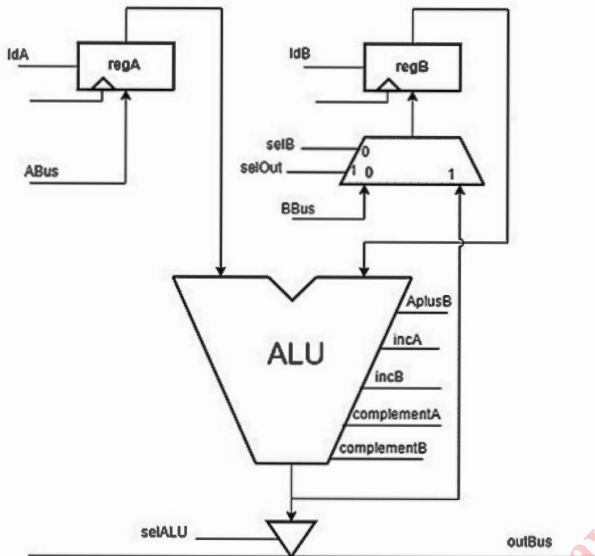 ldA
regA
ldB
regB
selB
0
selOut
1
0
1
ABus
BBus
AplusB
ALU
incA
incB
complementA
complementB
selALU
outBus